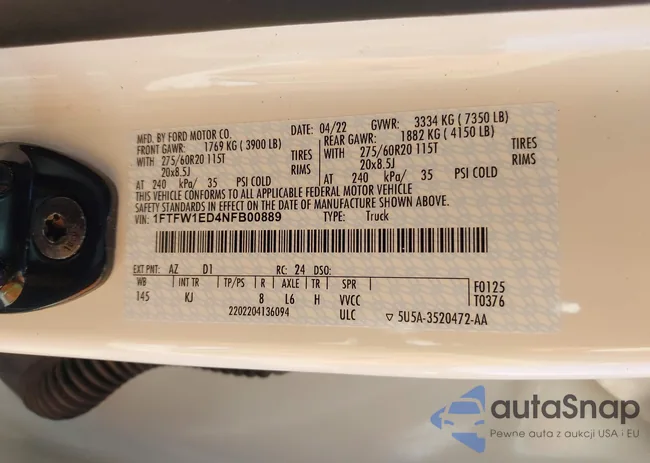 MFD. BY FORD MOTOR CO.
DATE: 04/22 GVWR: 3334 KG ( 7350 LB)
FRONT GAWR: 1769 KG ( 3900 LB)
REAR GAWR: 1882 KG ( 4150 LB)
WITH 275/60R20 115T TIRES
WITH 275/60R20 115T TIRES
20x8.5J RIMS
20x8.5J RIMS
AT 240 kPa/ 35 PSI COLD
AT 240 kPa/ 35 PSI COLD
THIS VEHICLE CONFORMS TO ALL APPLICABLE FEDERAL MOTOR VEHICLE
SAFETY STANDARDS IN EFFECT ON THE DATE OF MANUFACTURE SHOWN ABOVE
VIN: 1FTFW1ED4NFB00889 TYPE: Truck
EXT PNT: AZ D1 RC: 24 DSO:
WB INT TR TP/PS R AXLE TR SPR F0125
145 KJ 8 L6 H VVCC T0376
2202204136094 ULC ▽ 5U5A-3520472-AA
autaSnap
Pewne auta z aukcji USA i EU